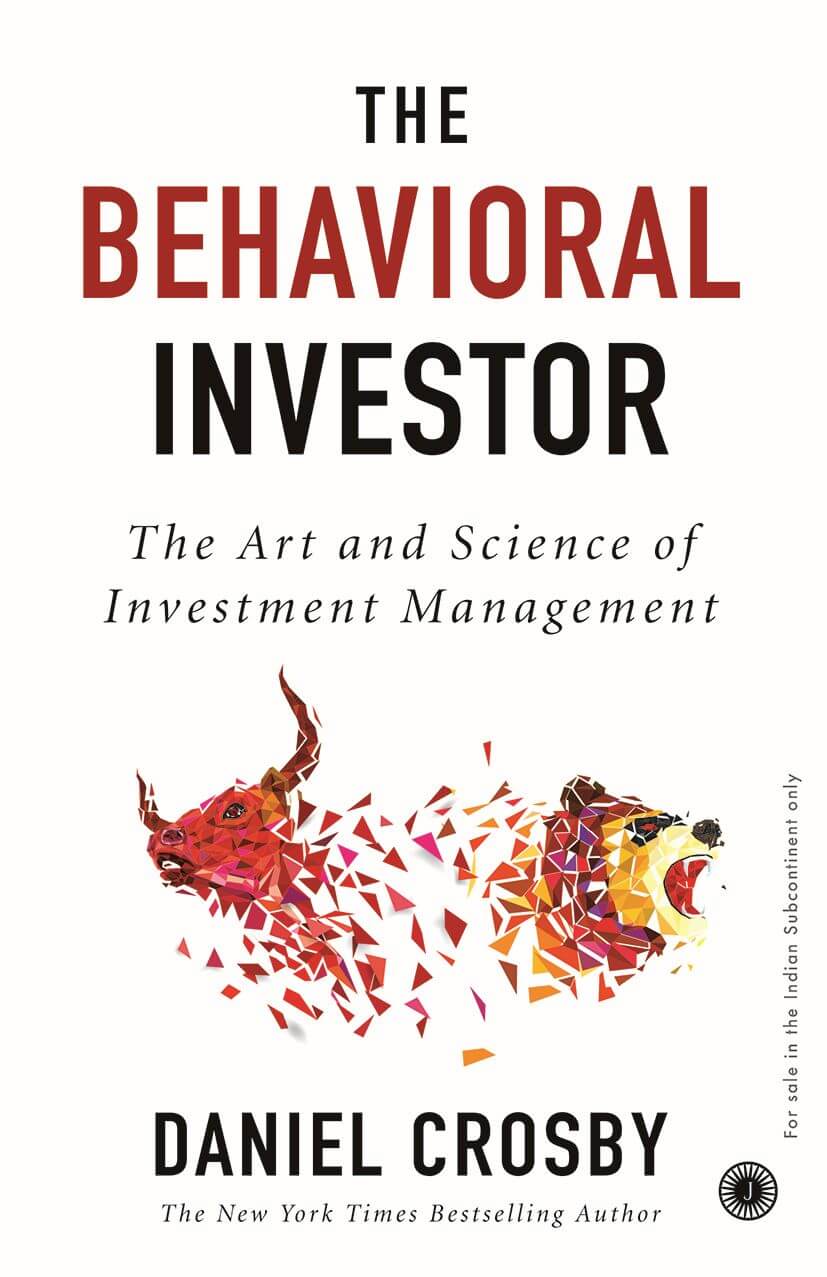 THE
BEHAVIORAL
INVESTOR
The Art and Science of
Investment Management
For sale in the Indian Subcontinent only
DANIEL CROSBY
J
The New York Times Bestselling Author